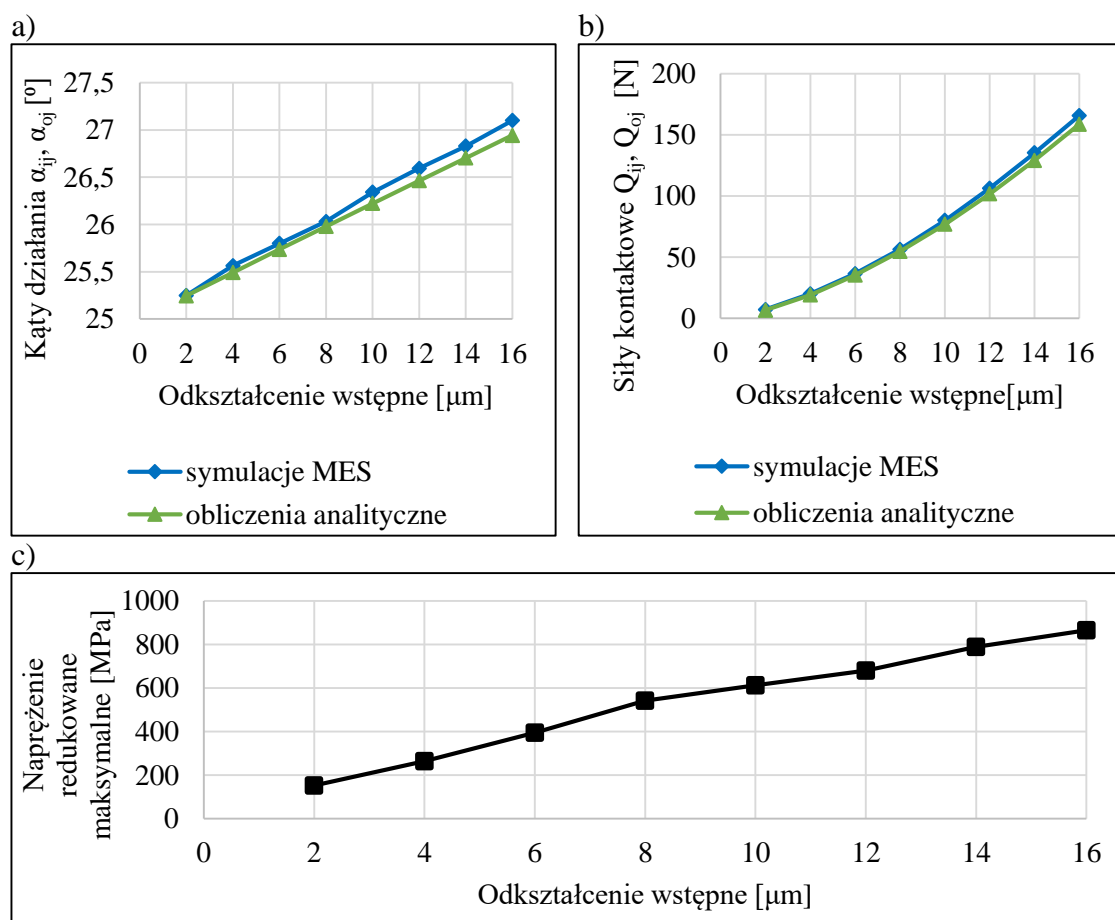 a)
Kąty działania αij, αoj [º]
27,5
27
26,5
26
25,5
25
0 2 4 6 8 10 12 14 16
Odkształcenie wstępne [μm]
symulacje MES
obliczenia analityczne
b)
Siły kontaktowe Qij, Qoj [N]
200
150
100
50
0
0 2 4 6 8 10 12 14 16
Odkształcenie wstępne[μm]
symulacje MES
obliczenia analityczne
c)
Naprężenie
redukowane
maksymalne [MPa]
1000
800
600
400
200
0
0 2 4 6 8 10 12 14 16
Odkształcenie wstępne [μm]